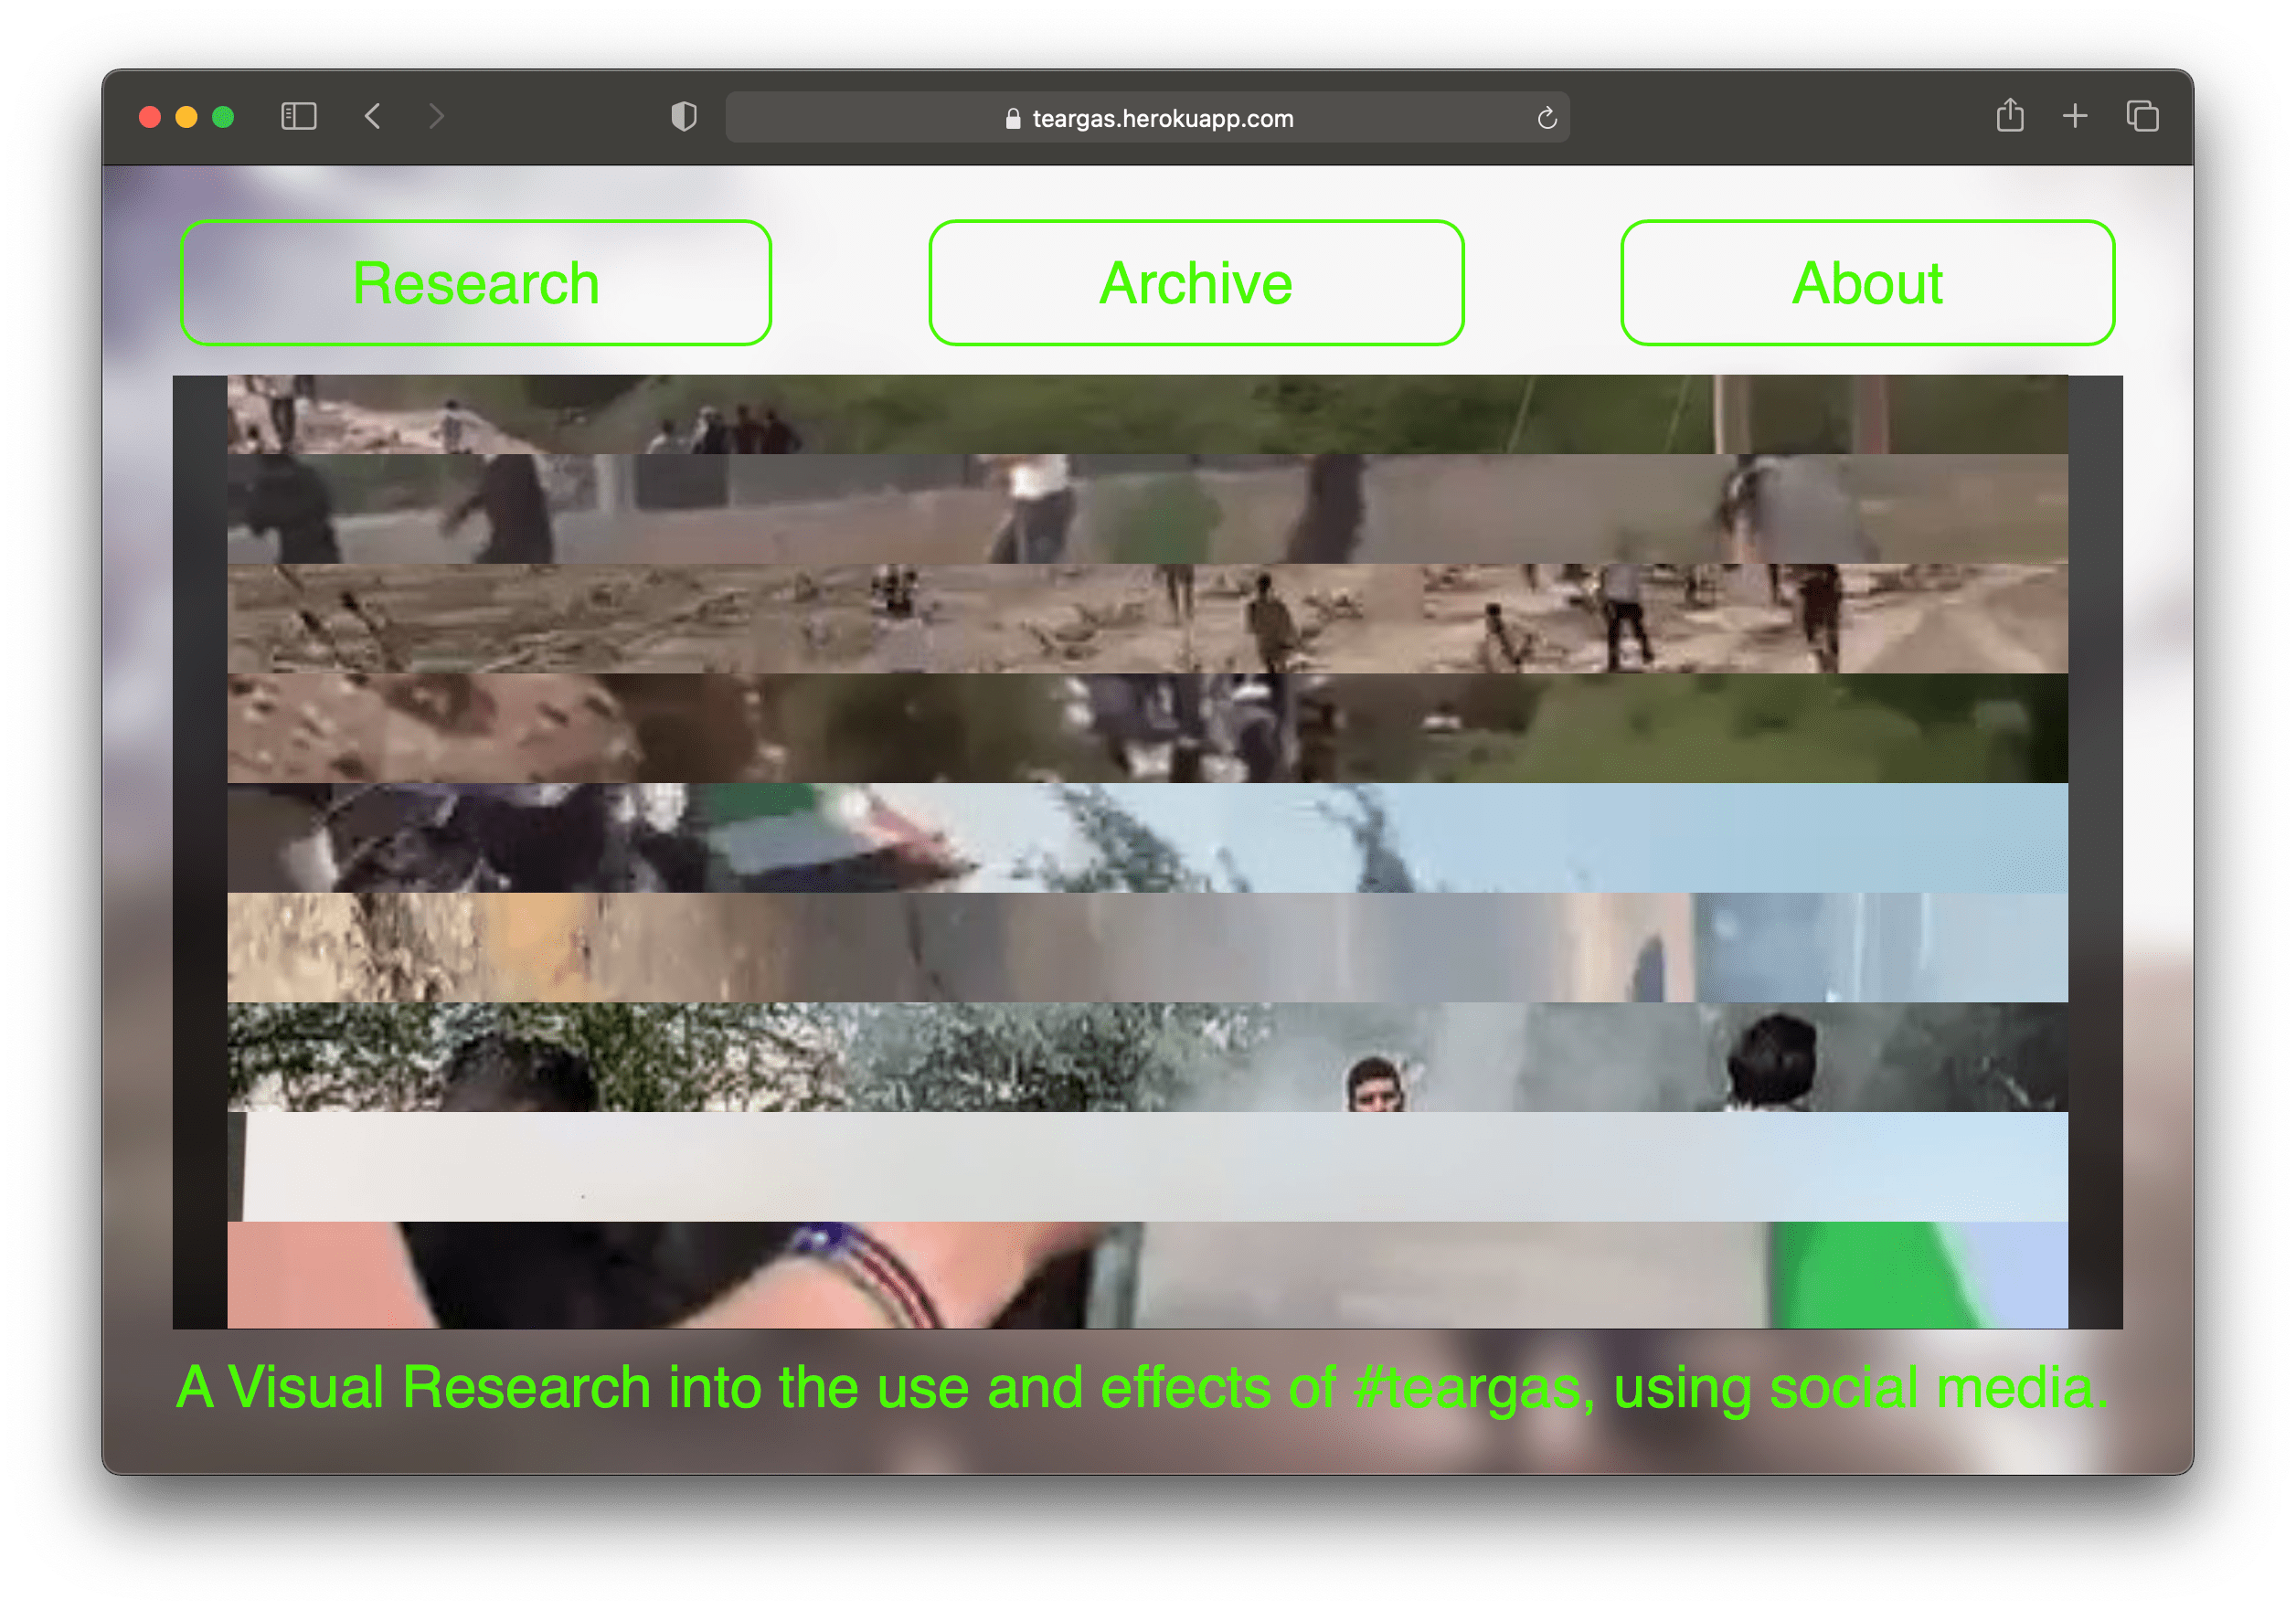 teargas.herokuapp.com
Research
Archive
About
A Visual Research into the use and effects of #teargas, using social media.